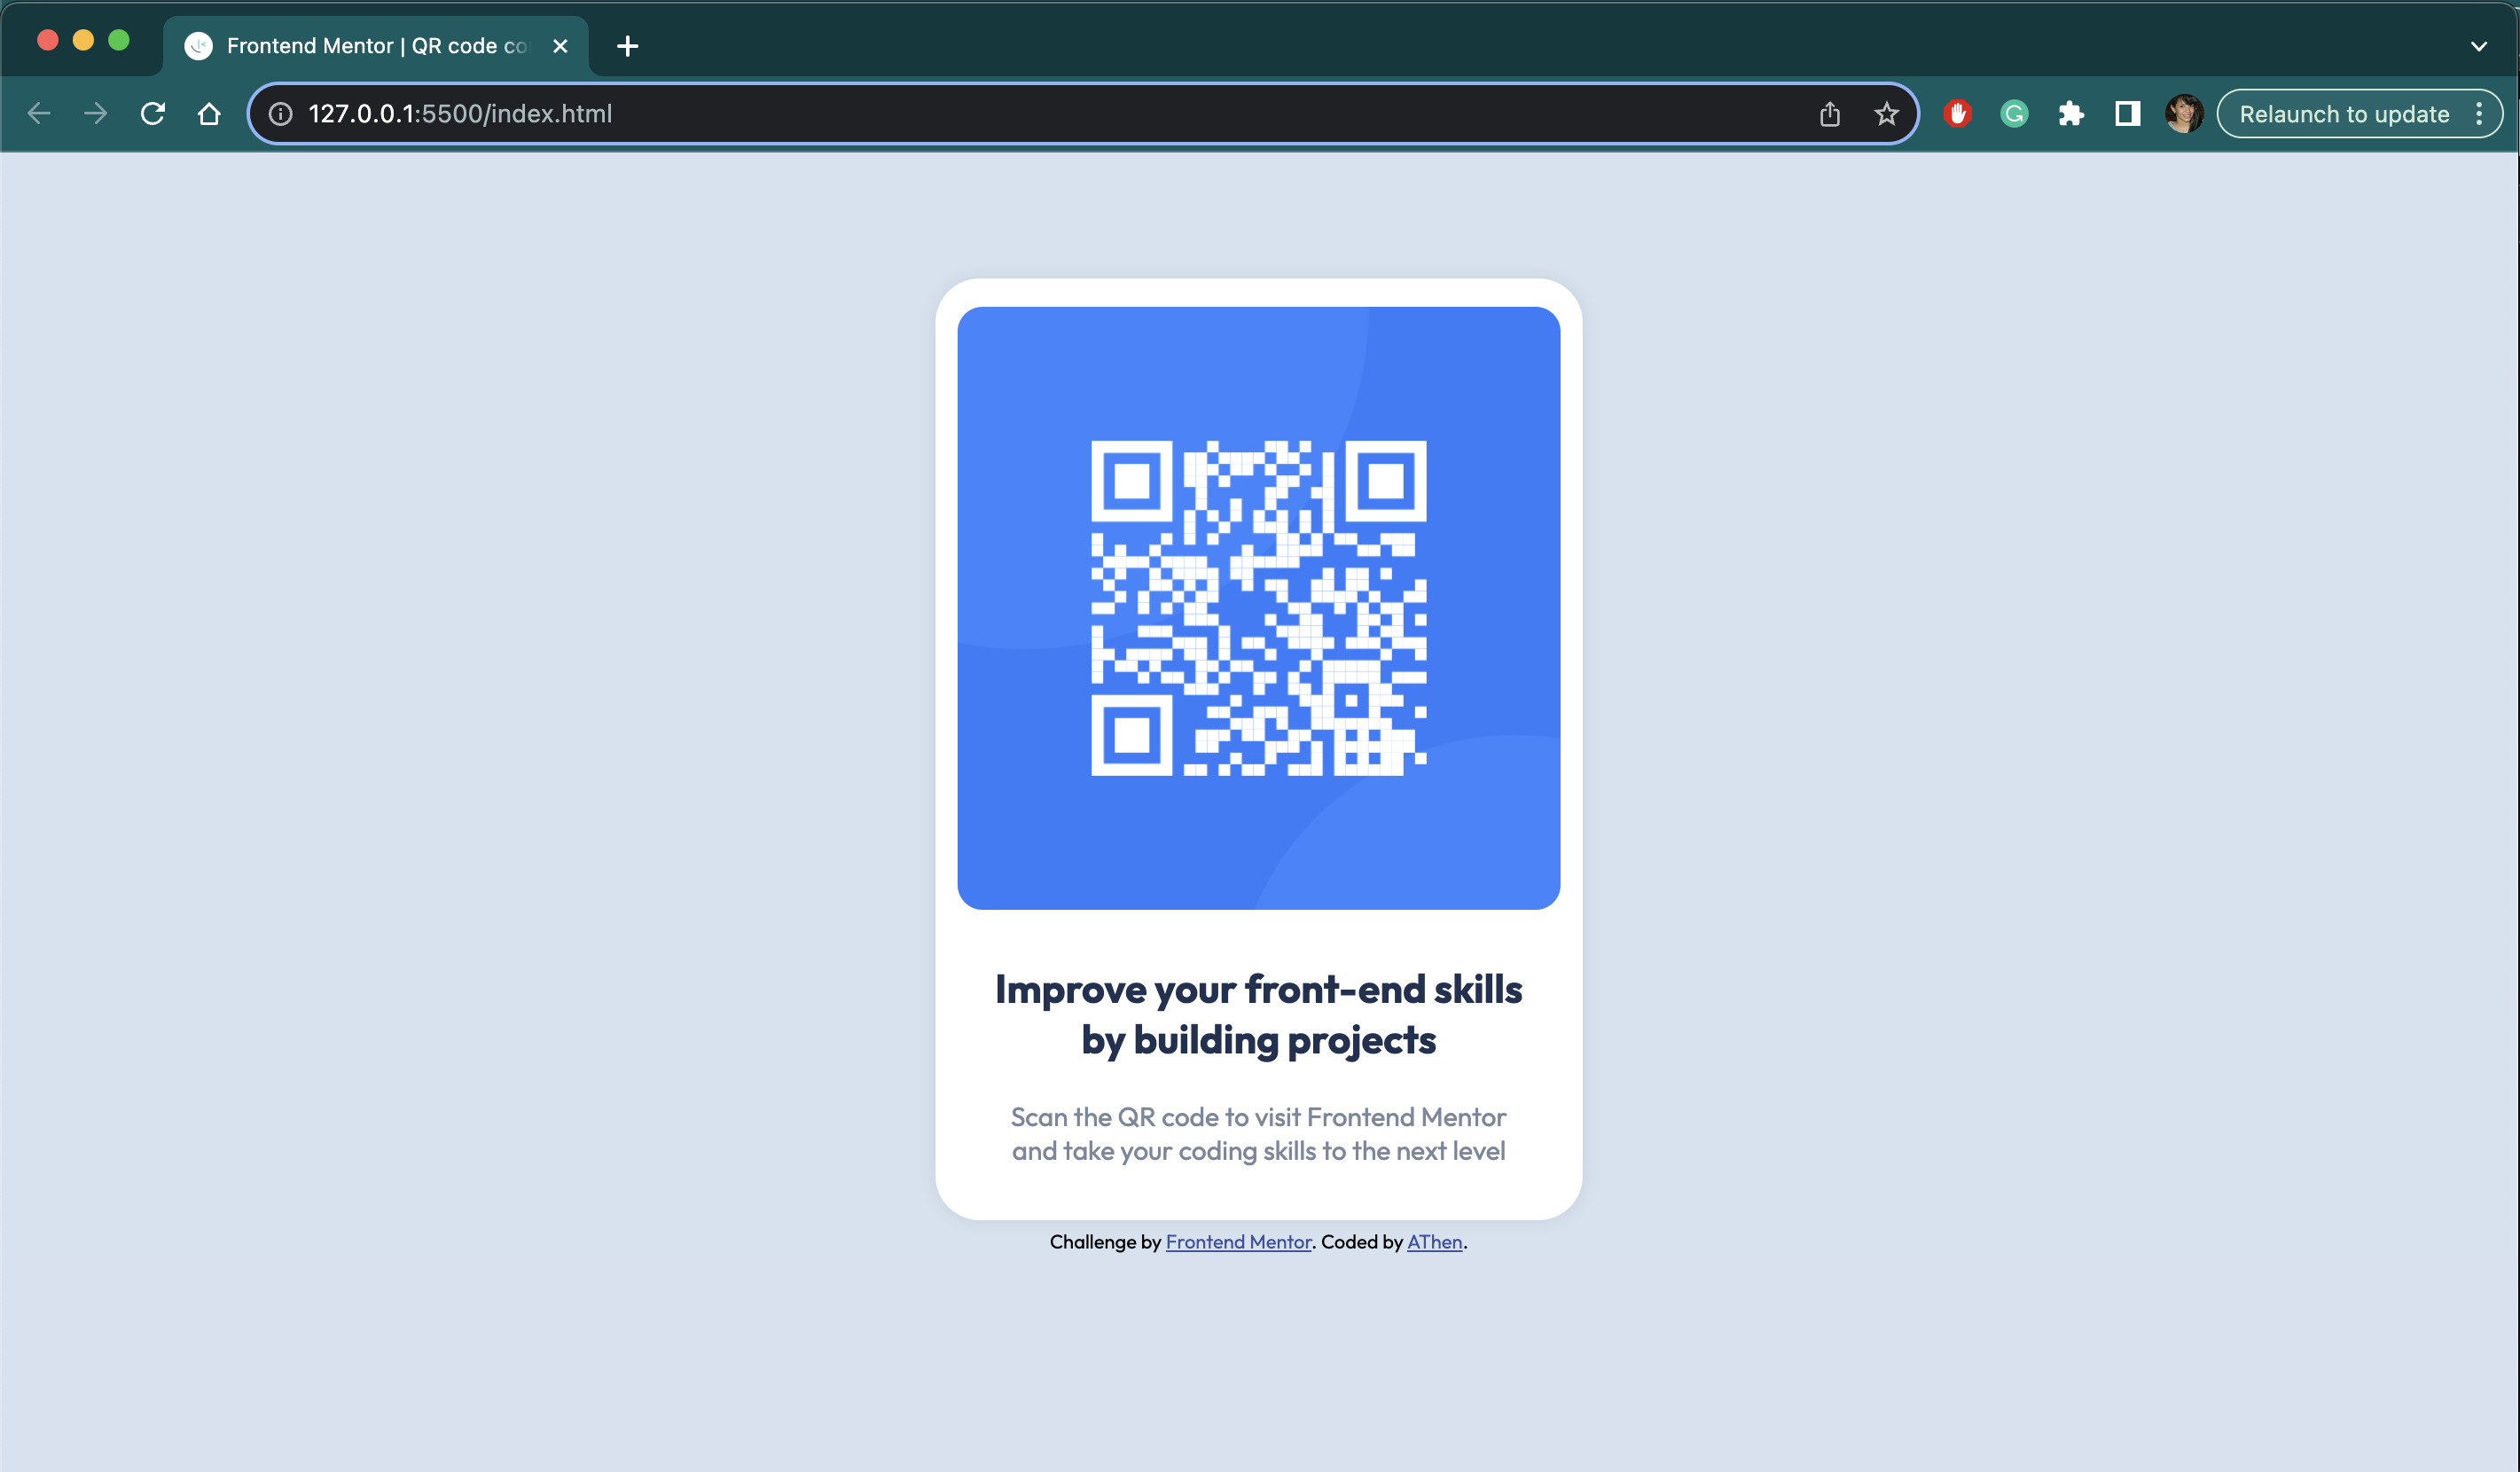 Frontend Mentor | QR code co
127.0.0.1:5500/index.html
Relaunch to update
Improve your front-end skills
by building projects
Scan the QR code to visit Frontend Mentor
and take your coding skills to the next level
Challenge by Frontend Mentor. Coded by AThen.